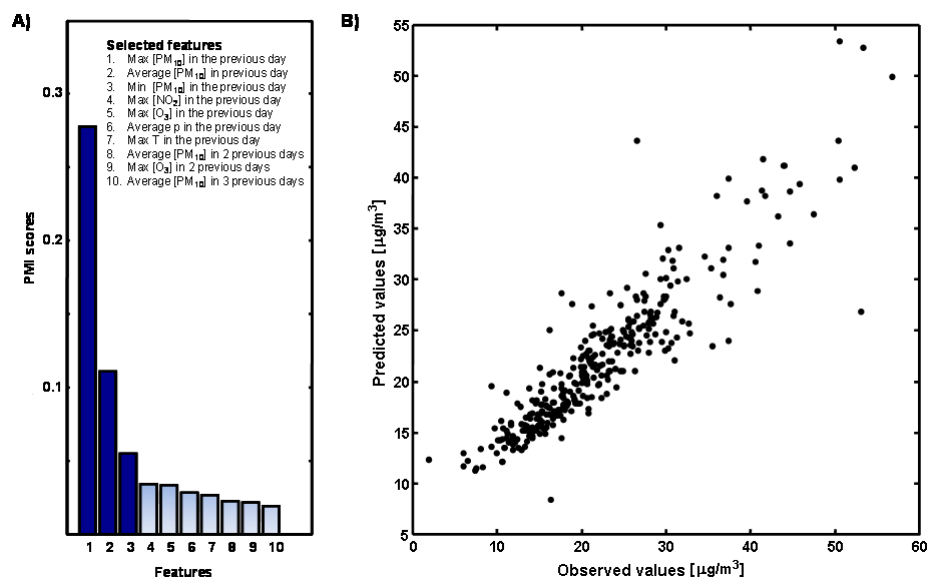 A)
Selected features
1. Max [PM10] in the previous day
2. Average [PM10] in previous day
3. Min [PM10] in the previous day
4. Max [NO2] in the previous day
5. Max [O3] in the previous day
6. Average p in the previous day
7. Max T in the previous day
8. Average [PM10] in 2 previous days
9. Max [O3] in 2 previous days
10. Average [PM10] in 3 previous days
PMI scores
0.3
0.2
0.1
1 2 3 4 5 6 7 8 9 10
Features
B)
Predicted values [µg/m³]
55
50
45
40
35
30
25
20
15
10
5
0 10 20 30 40 50 60
Observed values [µg/m³]